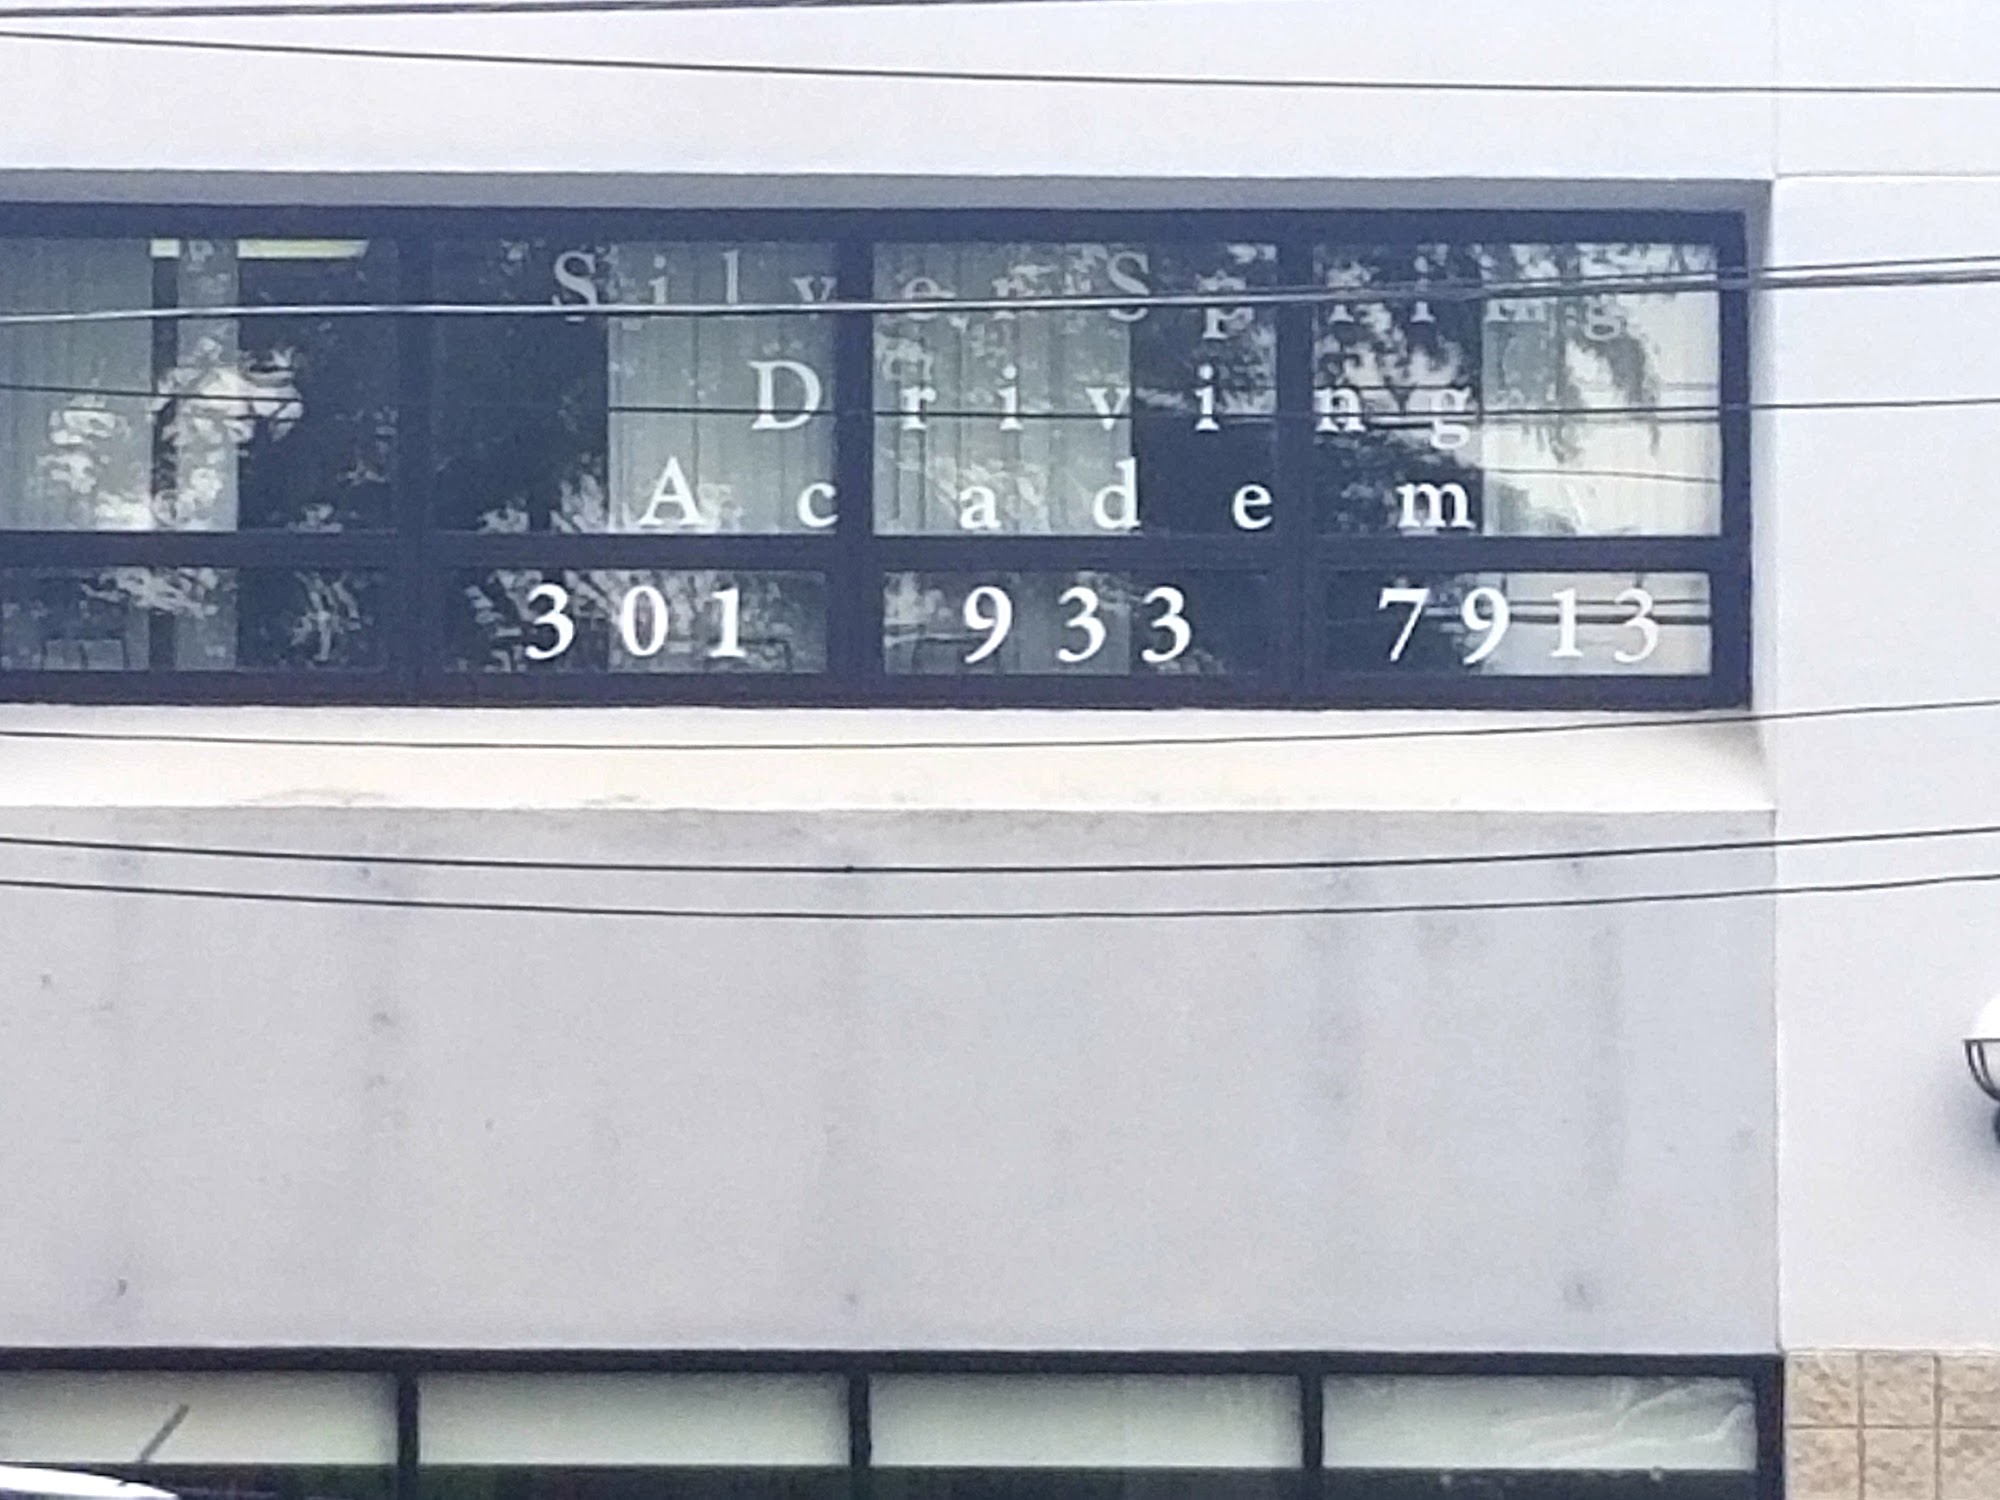 Silver Spring
Driving
Academ
301 933 7913